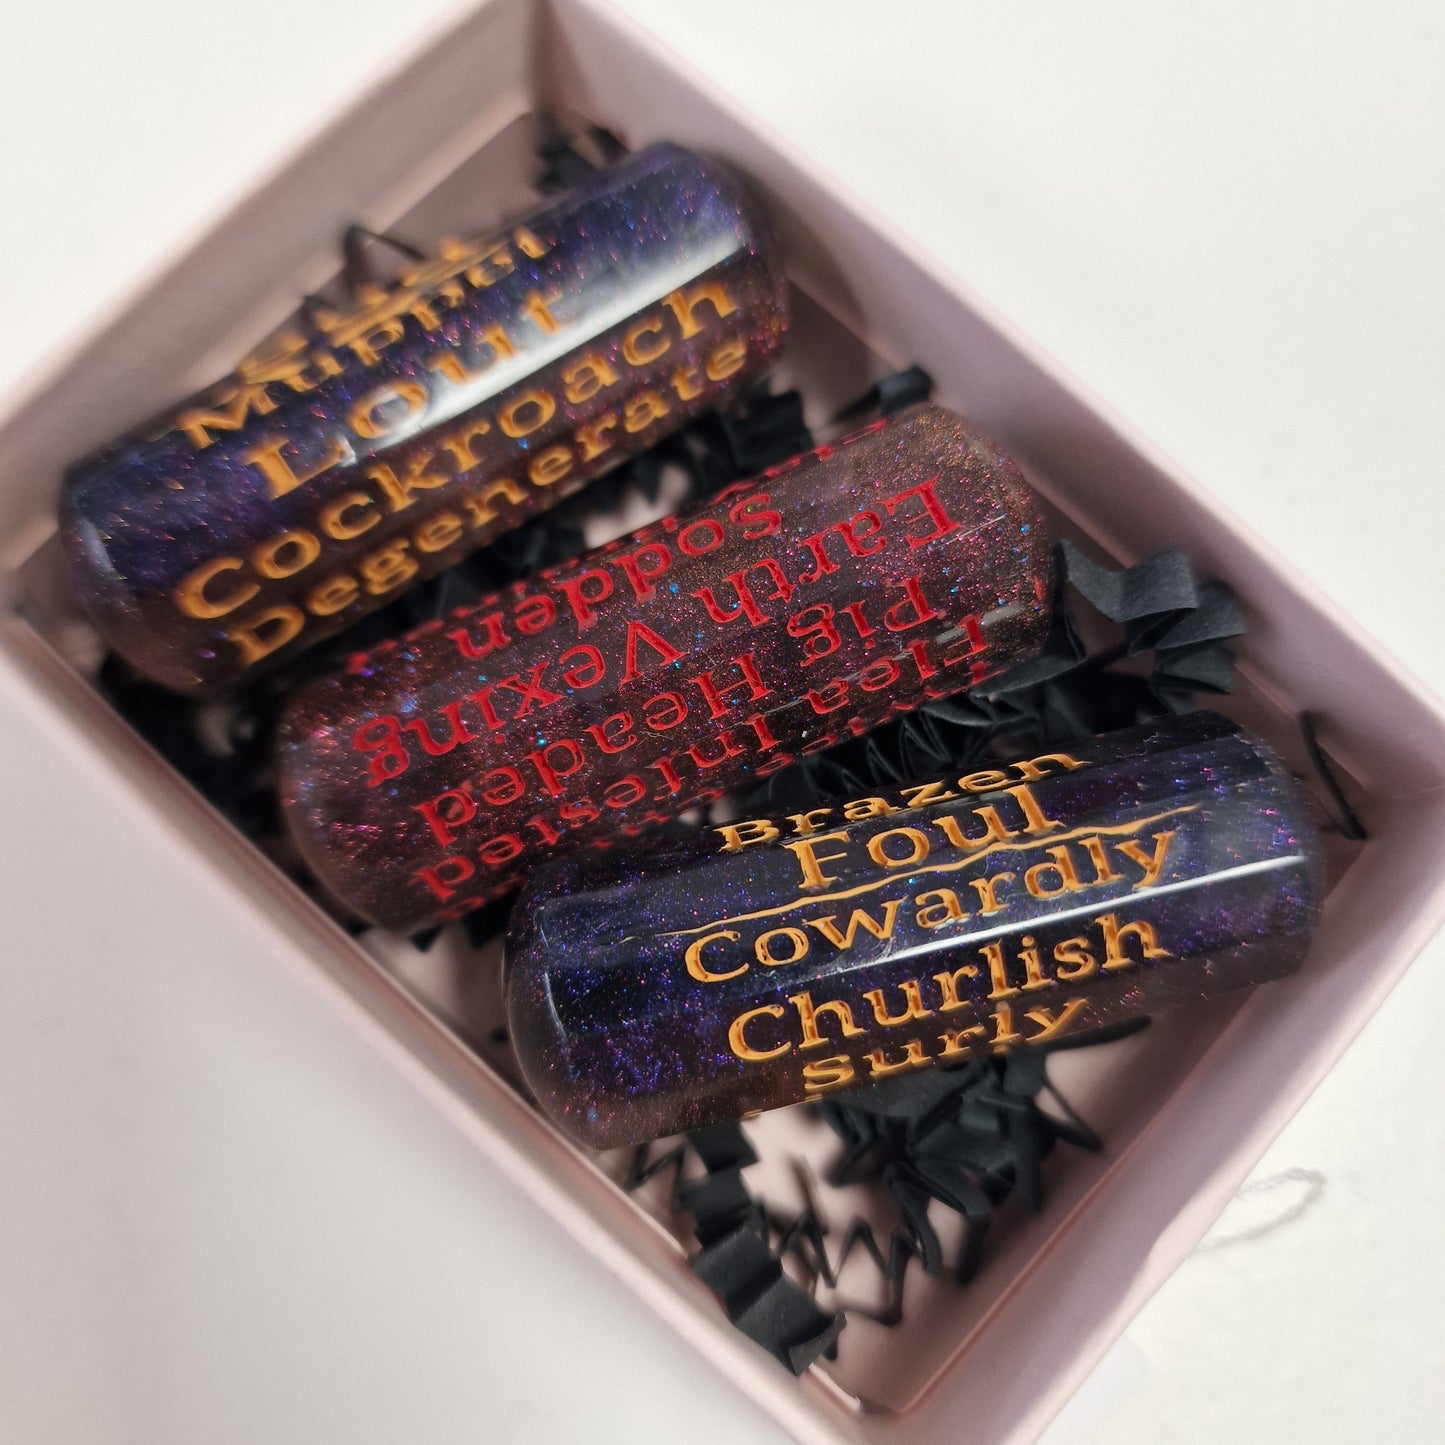 Muppet
Lout
Cockroach
Degenerate
Sodden
Earth Vexing
Pig Headed
Flea Infested
Brazen
Foul
Cowardly
Churlish
surly